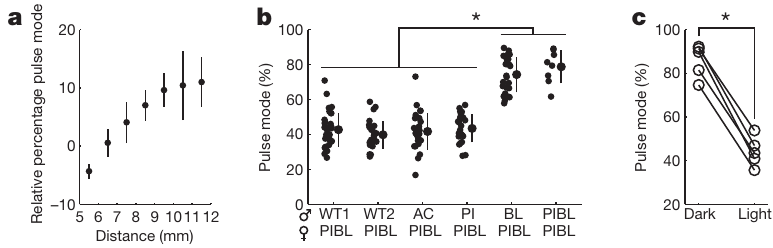 a
Relative percentage pulse mode
20
10
0
−10
5 6 7 8 9 10 11 12
Distance (mm)
b
*
Pulse mode (%)
100
80
60
40
20
0
♂ WT1 WT2 AC PI BL PIBL
♀ PIBL PIBL PIBL PIBL PIBL PIBL
c
*
Pulse mode (%)
100
80
60
40
20
Dark Light